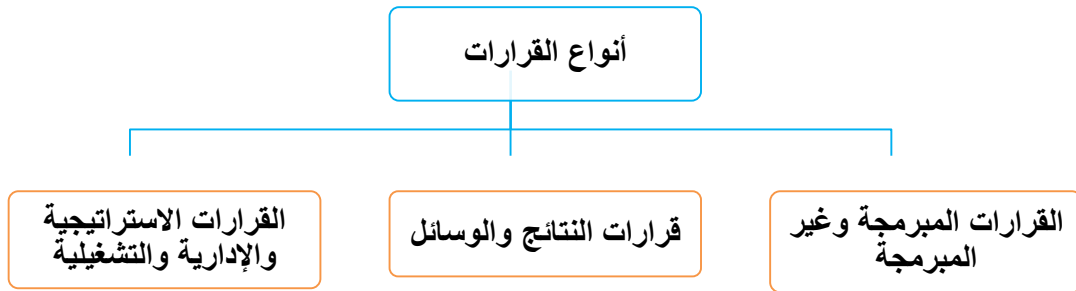 أنواع القرارات
القرارات المبرمجة وغير
المبرمجة
قرارات النتائج والوسائل
القرارات الاستراتيجية
والإدارية والتشغيلية